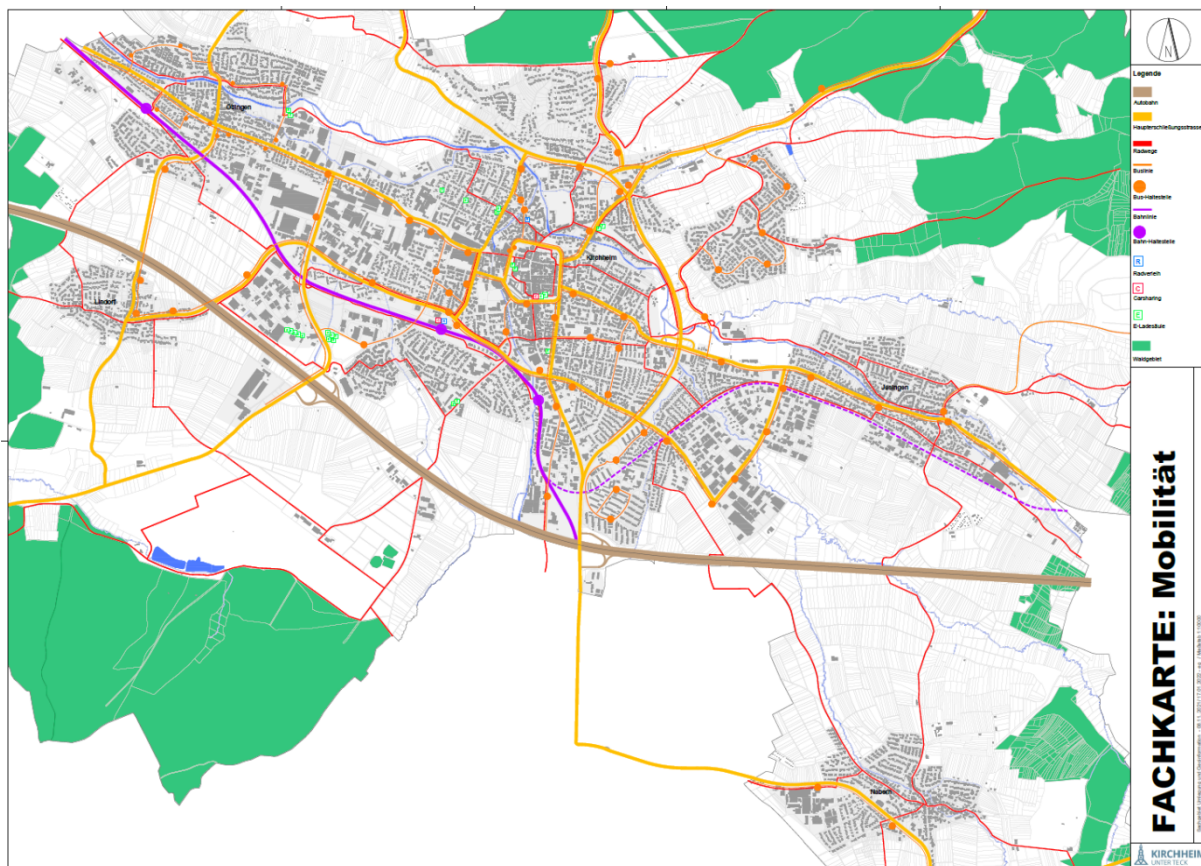 Ötlingen
Kirchheim
Lindorf
Jesingen
Nabern
N
Legende
Autobahn
Haupterschließungsstrasse
Radwege
Buslinie
Bus-Haltestelle
Bahnlinie
Bahn-Haltestelle
R
Radverleih
C
Carsharing
E
E-Ladesäule
Waldgebiet
FACHKARTE: Mobilität
KIRCHHEIM
UNTER TECK